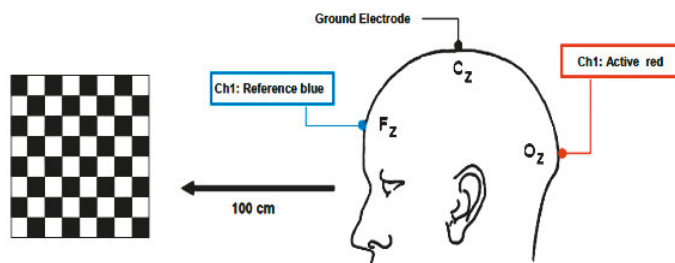 Ground Electrode
Ch1: Active red
Ch1: Reference blue
Cz
Fz
Oz
100 cm